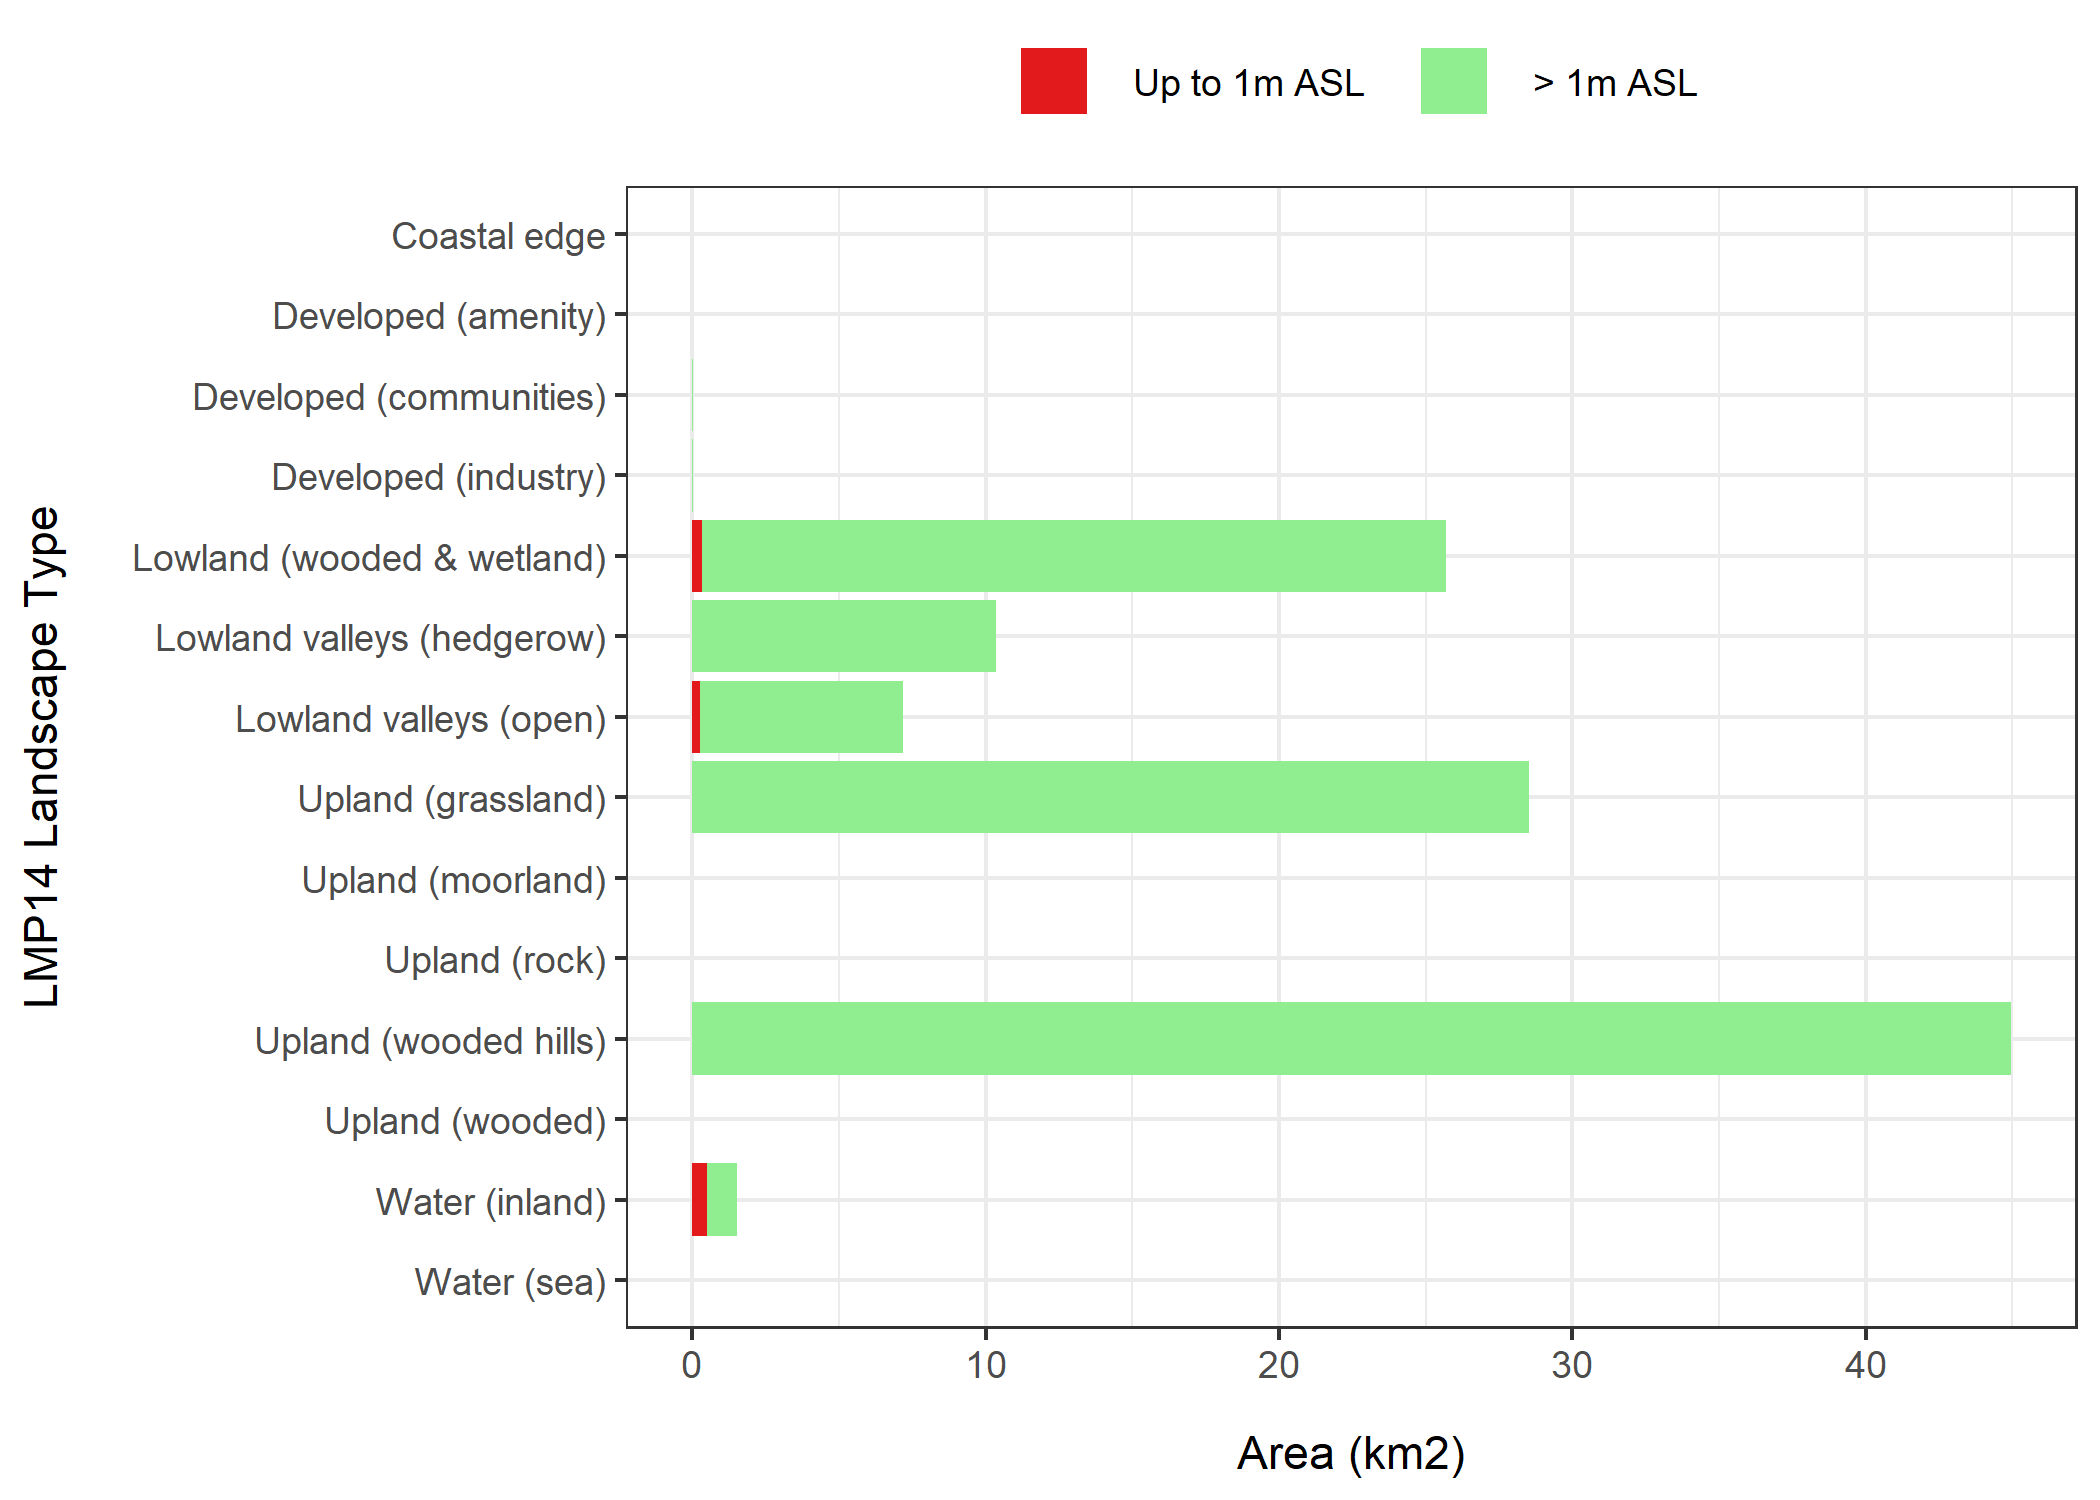 Up to 1m ASL
> 1m ASL
LMP14 Landscape Type
Coastal edge
Developed (amenity)
Developed (communities)
Developed (industry)
Lowland (wooded & wetland)
Lowland valleys (hedgerow)
Lowland valleys (open)
Upland (grassland)
Upland (moorland)
Upland (rock)
Upland (wooded hills)
Upland (wooded)
Water (inland)
Water (sea)
0 10 20 30 40
Area (km2)